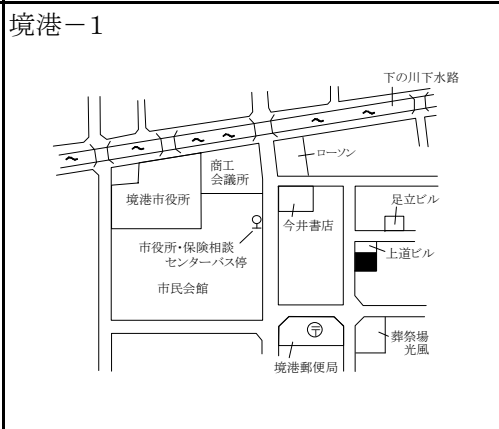 境港－1
下の川下水路
商工
会議所
ローソン
境港市役所
今井書店
足立ビル
市役所・保険相談
センターバス停
上道ビル
市民会館
〒
葬祭場
光風
境港郵便局